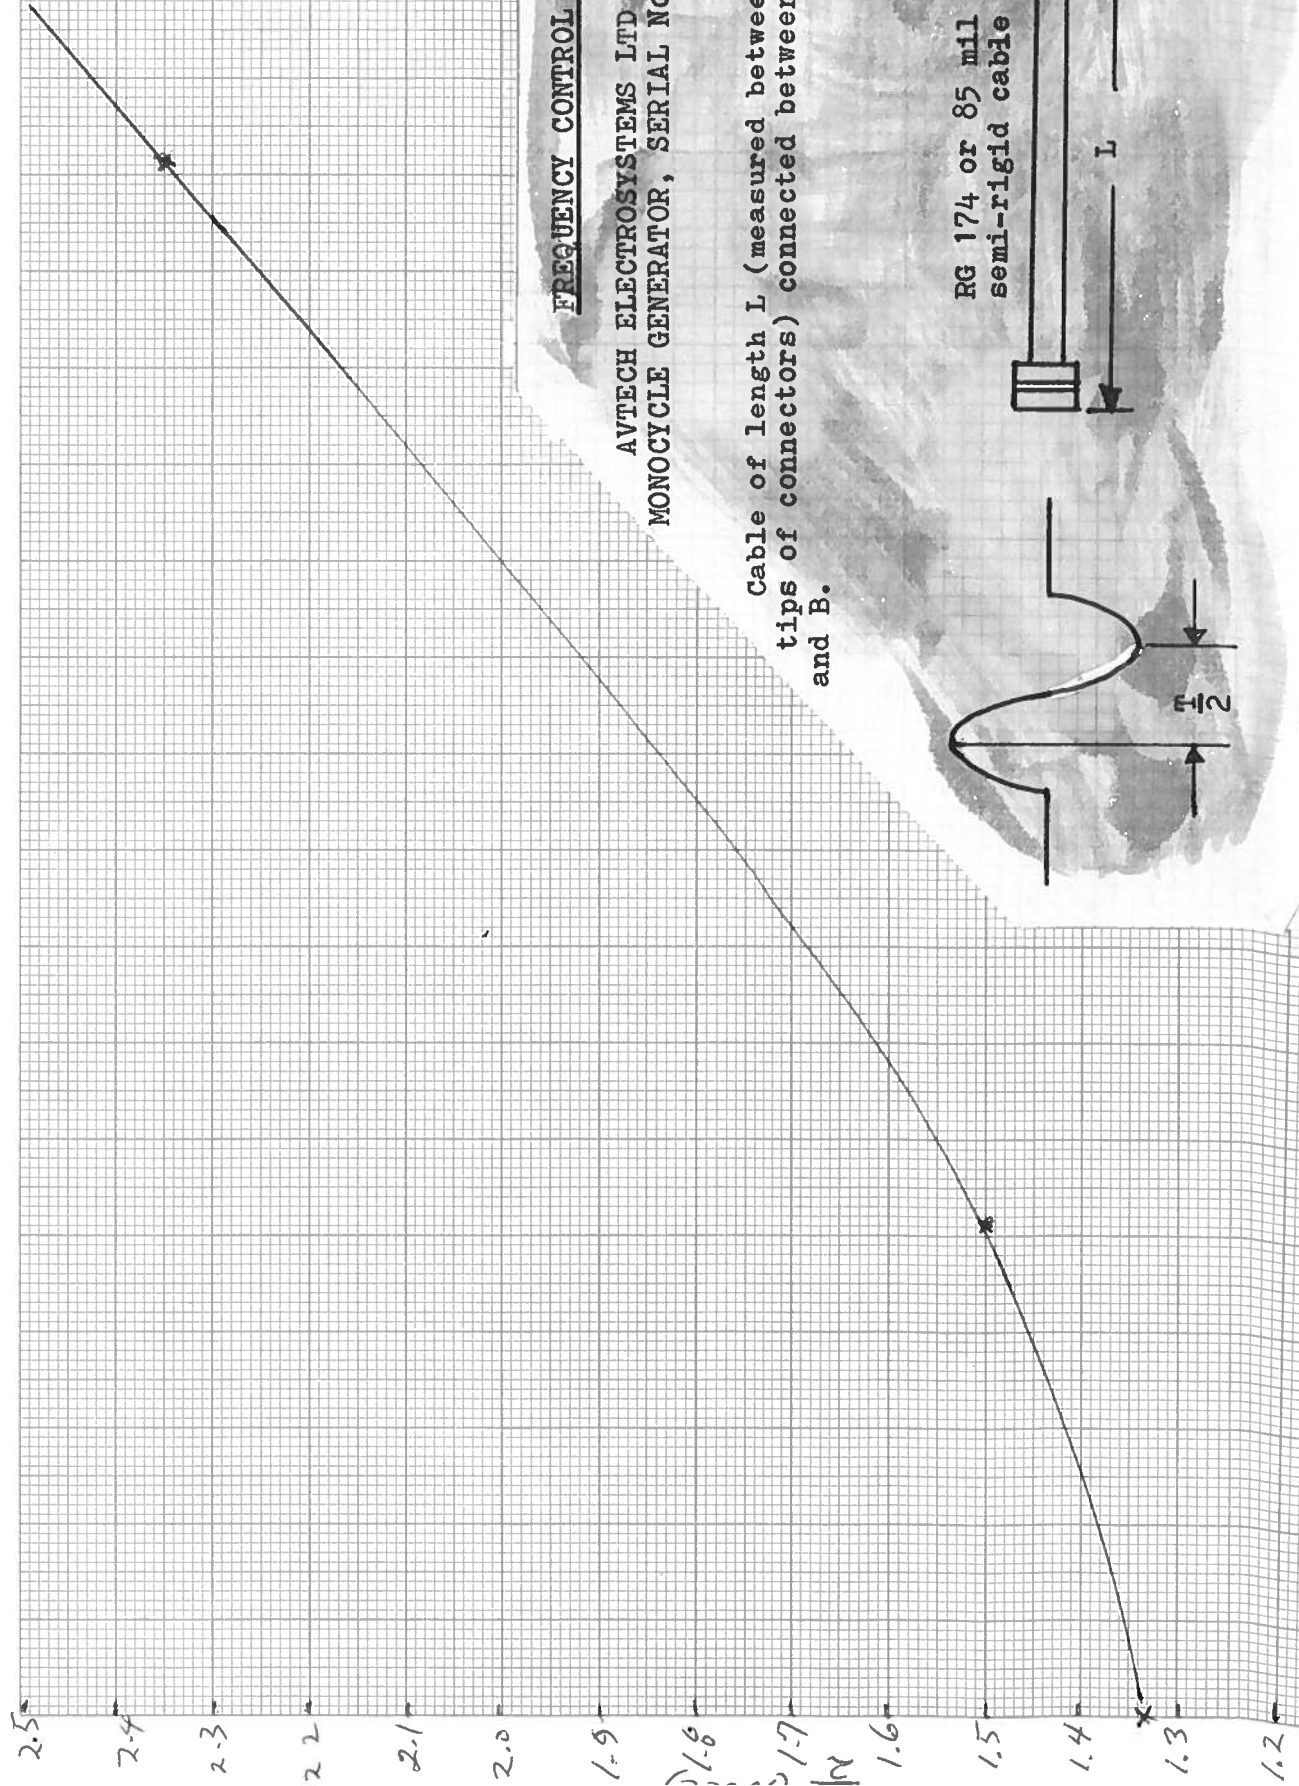 2.5
2.4
2.3
2 2
2.1
2.0
1.9
1.8
1.7
1.6
1.5
1.4
1.3
1.2
FREQUENCY CONTROL
AVTECH ELECTROSYSTEMS LTD
MONOCYCLE GENERATOR, SERIAL NO
Cable of length L (measured betwee
tips of connectors) connected between
and B.
RG 174 or 85 mil
semi-rigid cable
L
T
2